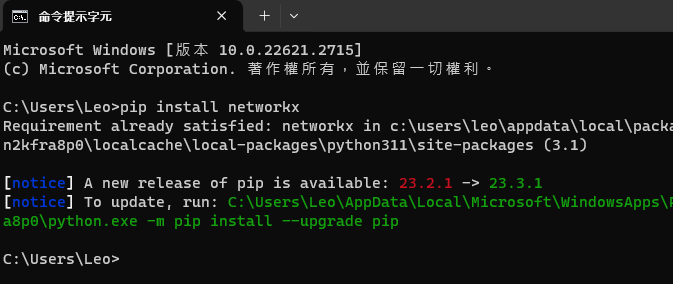 命令提示字元
Microsoft Windows [版本 10.0.22621.2715]
(c) Microsoft Corporation. 著作權所有，並保留一切權利。
C:\Users\Leo>pip install networkx
Requirement already satisfied: networkx in c:\users\leo\appdata\local\packa
n2kfra8p0\localcache\local-packages\python311\site-packages (3.1)
[notice] A new release of pip is available: 23.2.1 -> 23.3.1
[notice] To update, run: C:\Users\Leo\AppData\Local\Microsoft\WindowsApps\P
a8p0\python.exe -m pip install --upgrade pip
C:\Users\Leo>